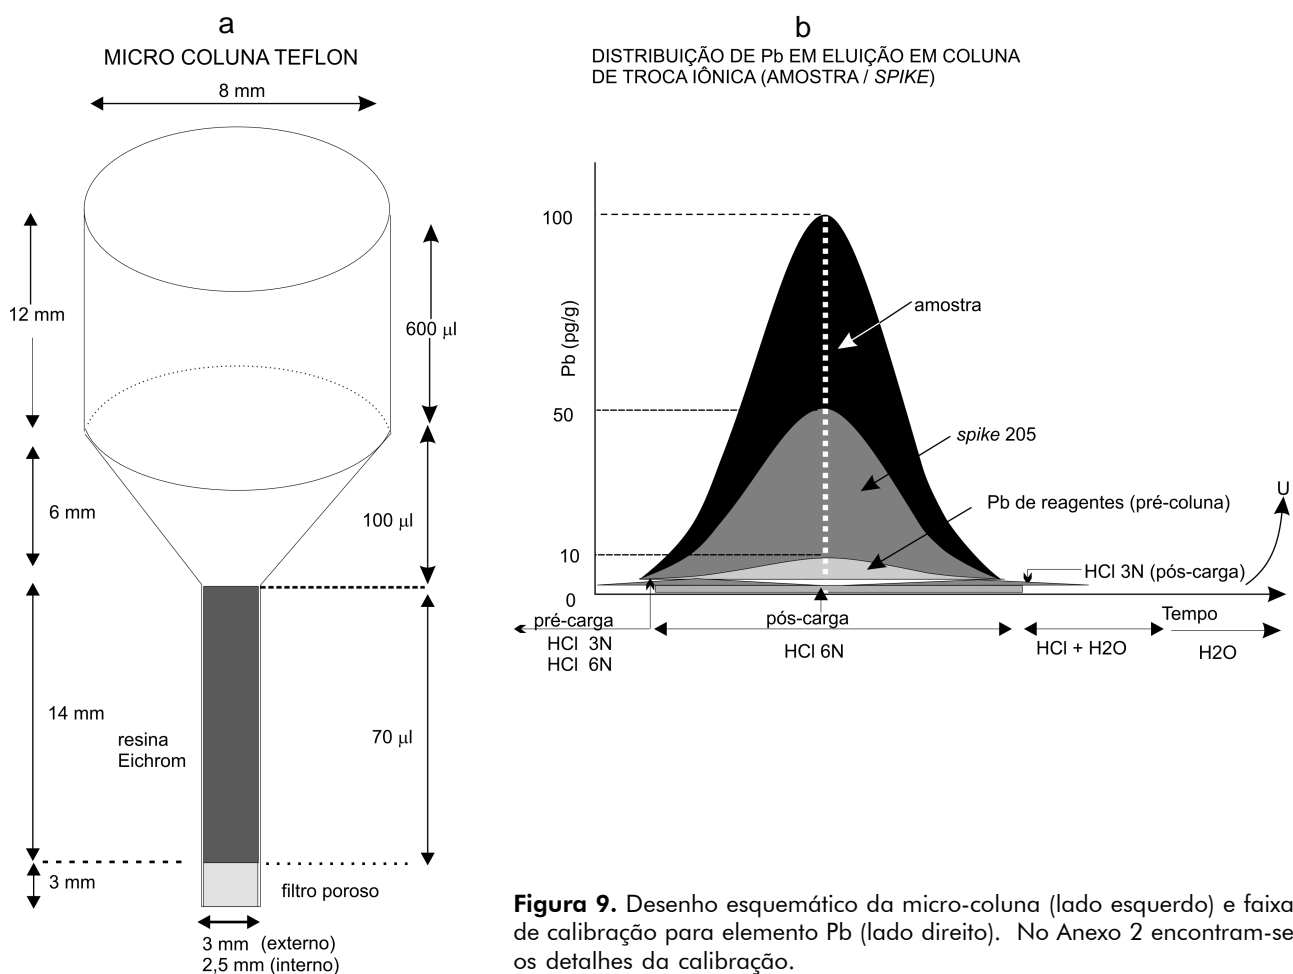 a
MICRO COLUNA TEFLON
8 mm
12 mm
600 µl
6 mm
100 µl
14 mm
resina
Eichrom
70 µl
3 mm
filtro poroso
3 mm (externo)
2,5 mm (interno)
b
DISTRIBUIÇÃO DE Pb EM ELUIÇÃO EM COLUNA
DE TROCA IÔNICA (AMOSTRA / SPIKE)
100
Pb (pg/g)
50
10
0
amostra
spike 205
Pb de reagentes (pré-coluna)
U
HCl 3N (pós-carga)
Tempo
pré-carga
HCl 3N
HCl 6N
pós-carga
HCl 6N
HCl + H2O
H2O
Figura 9. Desenho esquemático da micro-coluna (lado esquerdo) e faixa
de calibração para elemento Pb (lado direito). No Anexo 2 encontram-se
os detalhes da calibração.